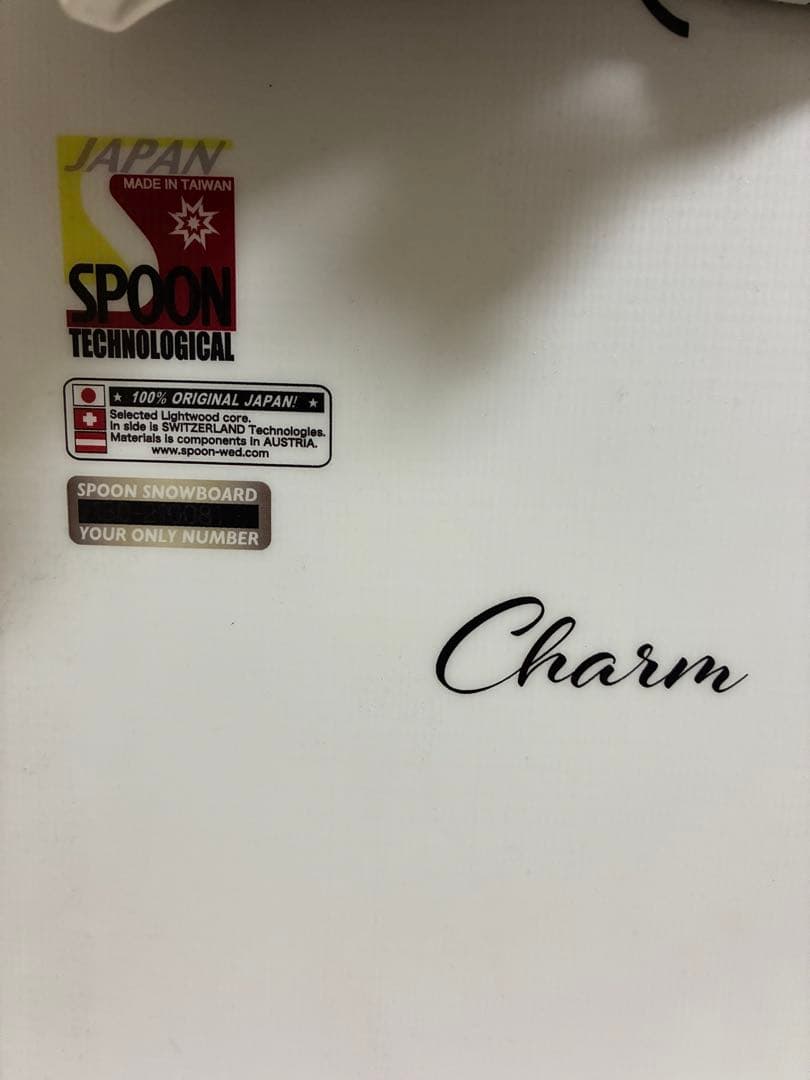 JAPAN
MADE IN TAIWAN
SPOON
TECHNOLOGICAL
★ 100% ORIGINAL JAPAN! ★
Selected Lightwood core.
In side is SWITZERLAND Technologies.
Materials is components in AUSTRIA.
www.spoon-wed.com
SPOON SNOWBOARD
YOUR ONLY NUMBER
Charm